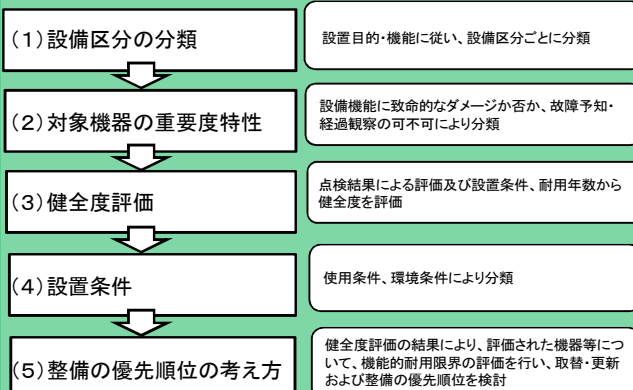 (1)設備区分の分類
設置目的・機能に従い、設備区分ごとに分類
(2)対象機器の重要度特性
設備機能に致命的なダメージか否か、故障予知・
経過観察の可不可により分類
(3)健全度評価
点検結果による評価及び設置条件、耐用年数から
健全度を評価
(4)設置条件
使用条件、環境条件により分類
(5)整備の優先順位の考え方
健全度評価の結果により、評価された機器等につ
いて、機能的耐用限界の評価を行い、取替・更新
および整備の優先順位を検討